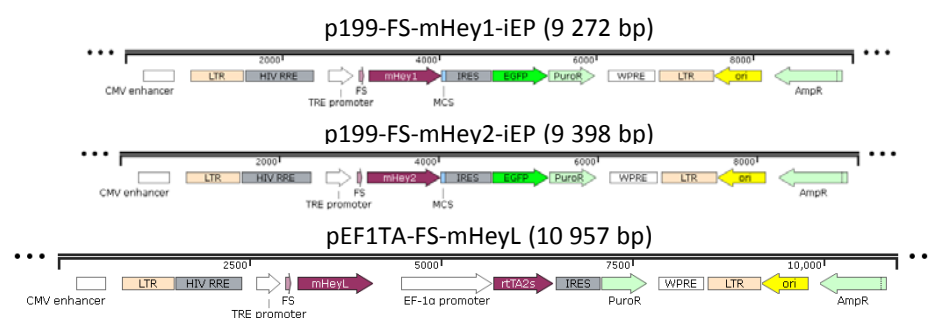 p199-FS-mHey1-iEP (9 272 bp)
2000 4000 6000 8000
LTR HIV RRE mHey1 IRES EGFP PuroR WPRE LTR ori
CMV enhancer FS AmpR
TRE promoter MCS
p199-FS-mHey2-iEP (9 398 bp)
2000 4000 6000 8000
LTR HIV RRE mHey2 IRES EGFP PuroR WPRE LTR ori
CMV enhancer FS AmpR
TRE promoter MCS
pEF1TA-FS-mHeyL (10 957 bp)
2500 5000 7500 10,000
LTR HIV RRE mHeyL rtTA2s IRES PuroR WPRE LTR ori
CMV enhancer FS EF-1α promoter AmpR
TRE promoter